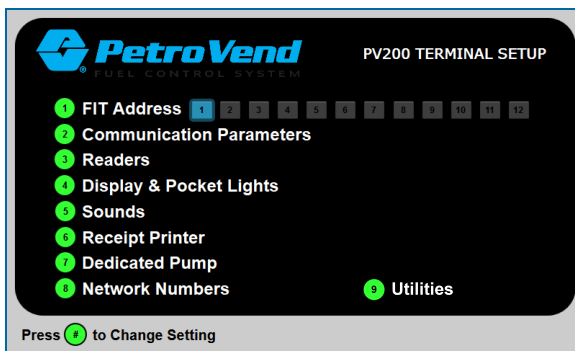 PetroVend
FUEL CONTROL SYSTEM
PV200 TERMINAL SETUP
1 FIT Address 1 2 3 4 5 6 7 8 9 10 11 12
2 Communication Parameters
3 Readers
4 Display & Pocket Lights
5 Sounds
6 Receipt Printer
7 Dedicated Pump
8 Network Numbers 9 Utilities
Press # to Change Setting